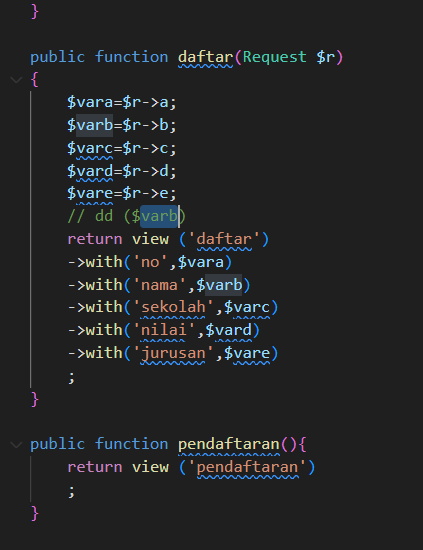 }
public function daftar(Request $r)
{
$vara=$r->a;
$varb=$r->b;
$varc=$r->c;
$vard=$r->d;
$vare=$r->e;
// dd ($varb)
return view ('daftar')
->with('no',$vara)
->with('nama',$varb)
->with('sekolah',$varc)
->with('nilai',$vard)
->with('jurusan',$vare)
;
}
public function pendaftaran(){
return view ('pendaftaran')
;
}